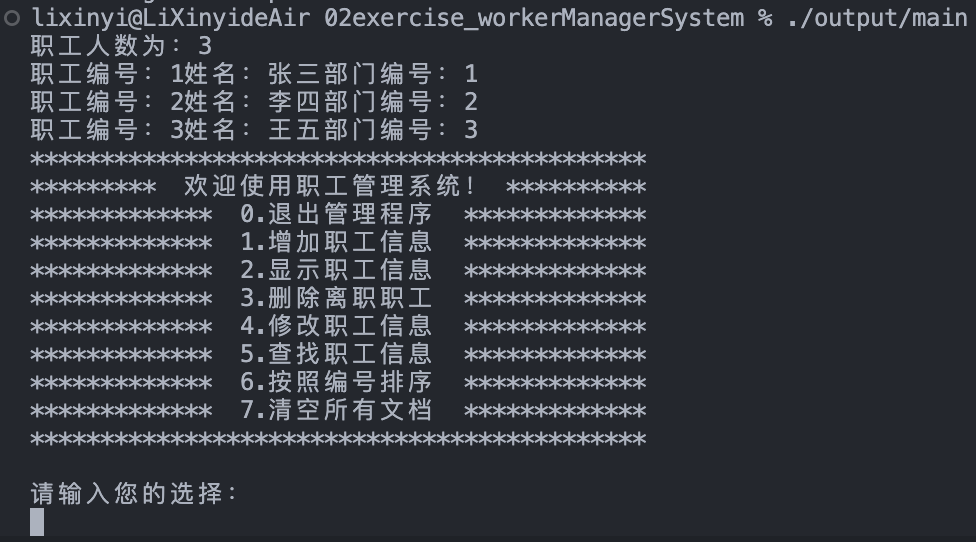 lixinyi@LiXinyideAir 02exercise_workerManagerSystem % ./output/main
职工人数为：3
职工编号：1姓名：张三部门编号：1
职工编号：2姓名：李四部门编号：2
职工编号：3姓名：王五部门编号：3
********************************************
*********  欢迎使用职工管理系统！ **********
*************  0.退出管理程序  *************
*************  1.增加职工信息  *************
*************  2.显示职工信息  *************
*************  3.删除离职职工  *************
*************  4.修改职工信息  *************
*************  5.查找职工信息  *************
*************  6.按照编号排序  *************
*************  7.清空所有文档  *************
********************************************
请输入您的选择：